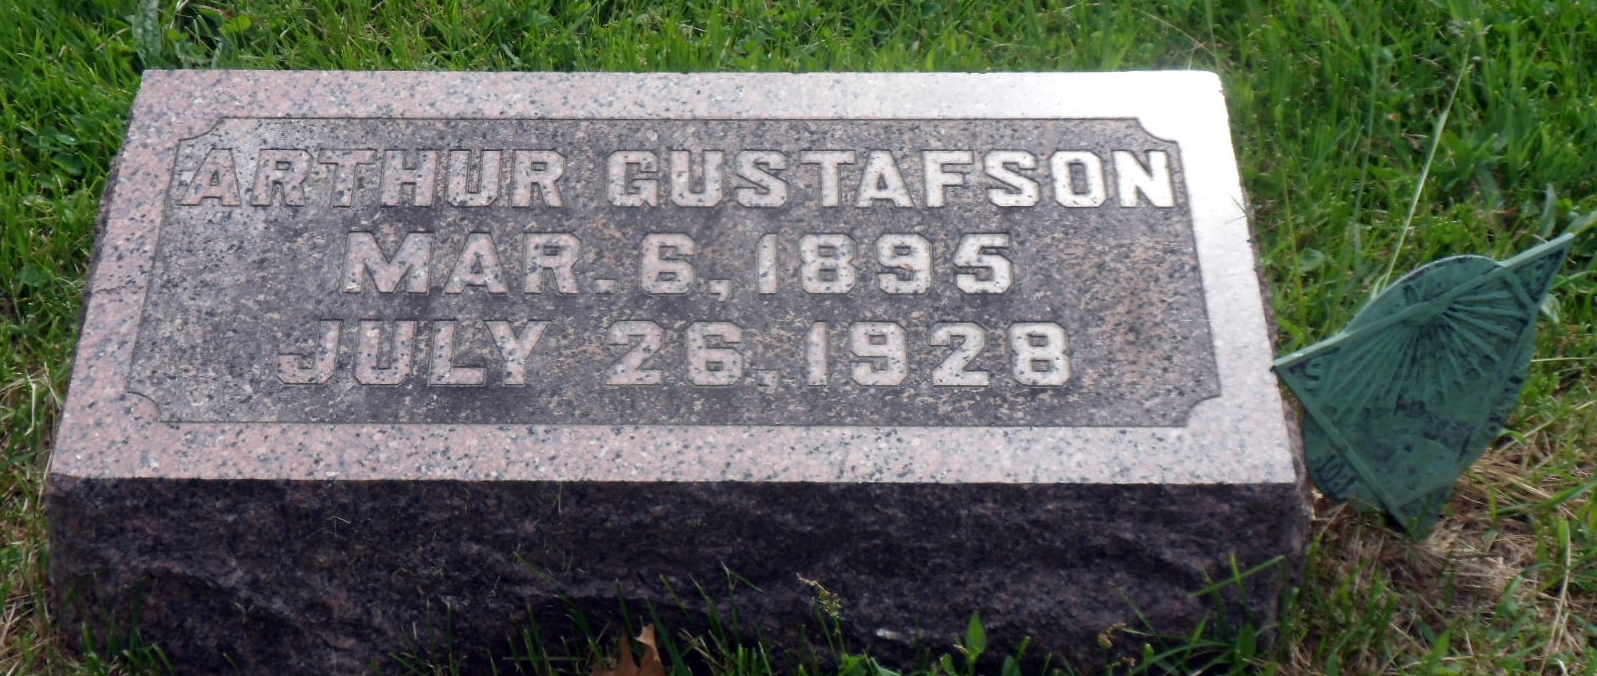 ARTHUR GUSTAFSON
MAR. 6, 1895
JULY 26, 1928